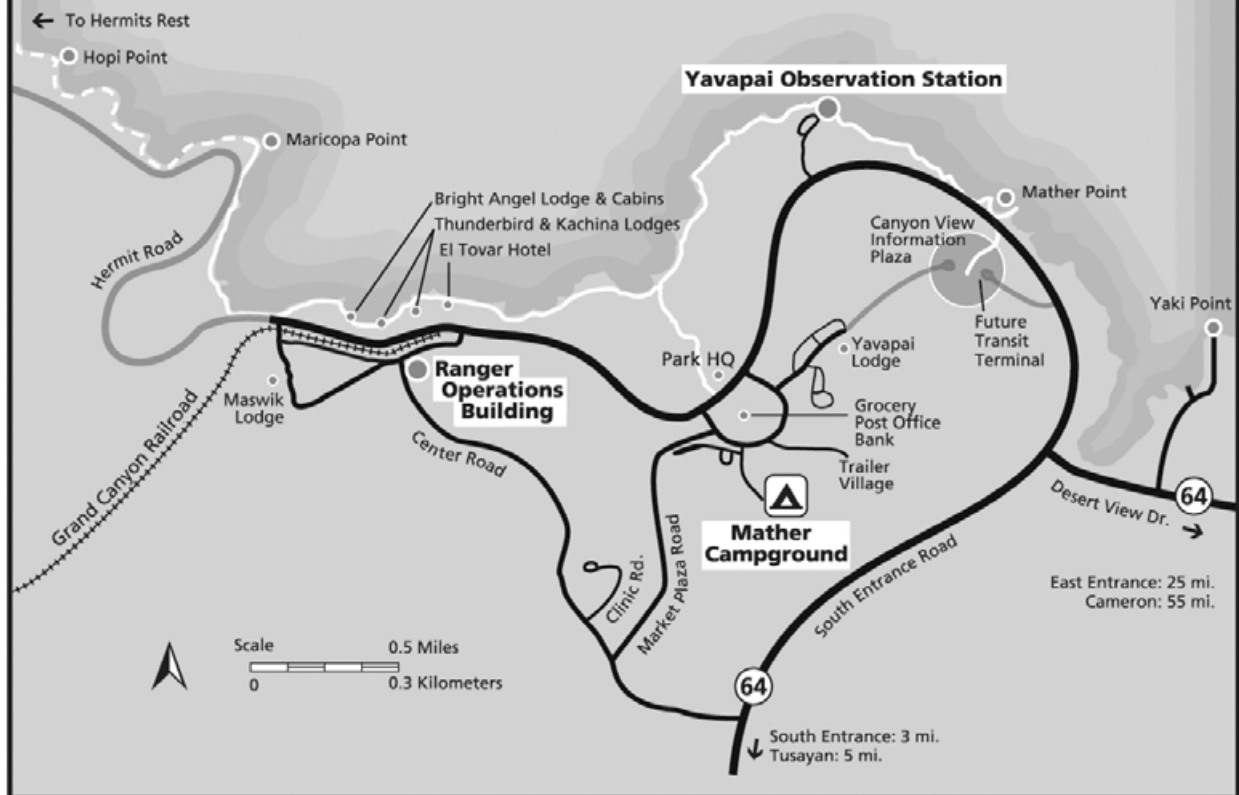 To Hermits Rest
Hopi Point
Yavapai Observation Station
Maricopa Point
Mather Point
Bright Angel Lodge & Cabins
Thunderbird & Kachina Lodges
El Tovar Hotel
Canyon View
Information
Plaza
Hermit Road
Yaki Point
Future
Transit
Terminal
Yavapai
Lodge
Park HQ
Ranger
Operations
Building
Maswik
Lodge
Grocery
Post Office
Bank
Grand Canyon Railroad
Center Road
Trailer
Village
64
Desert View Dr.
Mather
Campground
Market Plaza Road
Clinic Rd.
South Entrance Road
East Entrance: 25 mi.
Cameron: 55 mi.
Scale
0.5 Miles
0
0.3 Kilometers
64
South Entrance: 3 mi.
Tusayan: 5 mi.